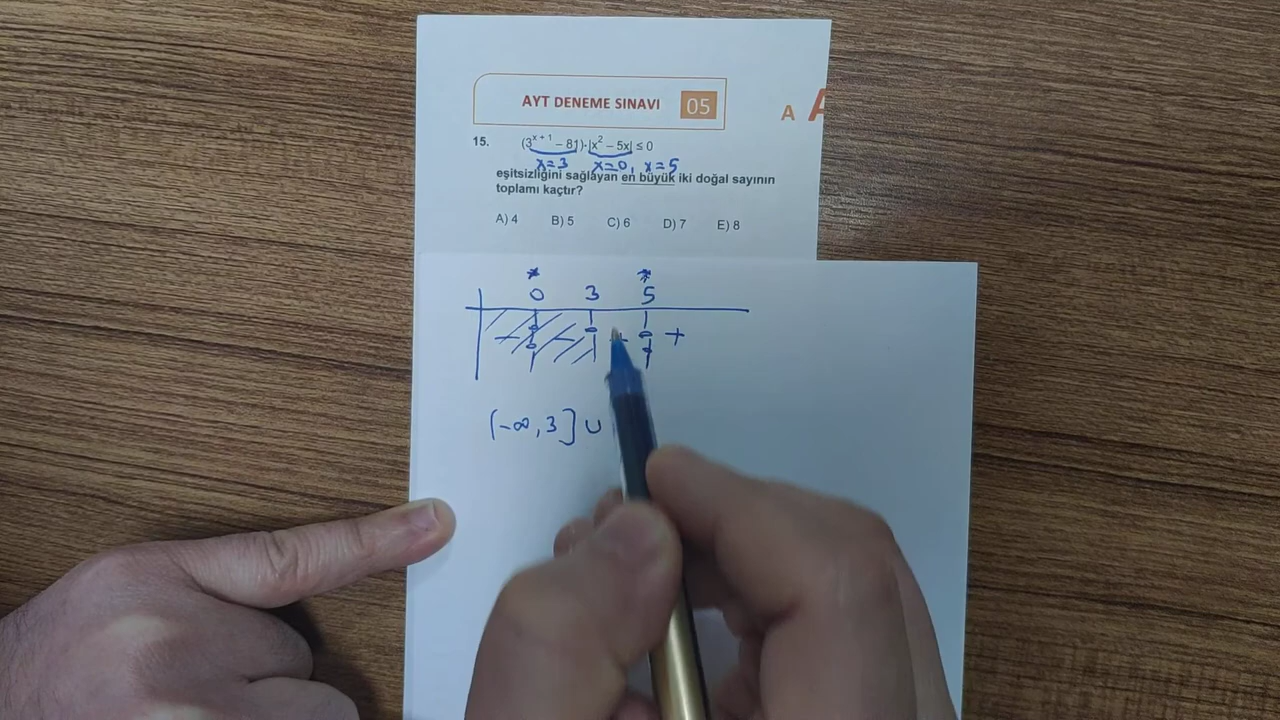 AYT DENEME SINAVI 05
A A
15. (3^{x+1} – 81)·|x² – 5x| ≤ 0
x=3 x=0, x=5
eşitsizliğini sağlayan en büyük iki doğal sayının
toplamı kaçtır?
A) 4 B) 5 C) 6 D) 7 E) 8
* *
0 3 5
– – +
(-∞, 3] ∪